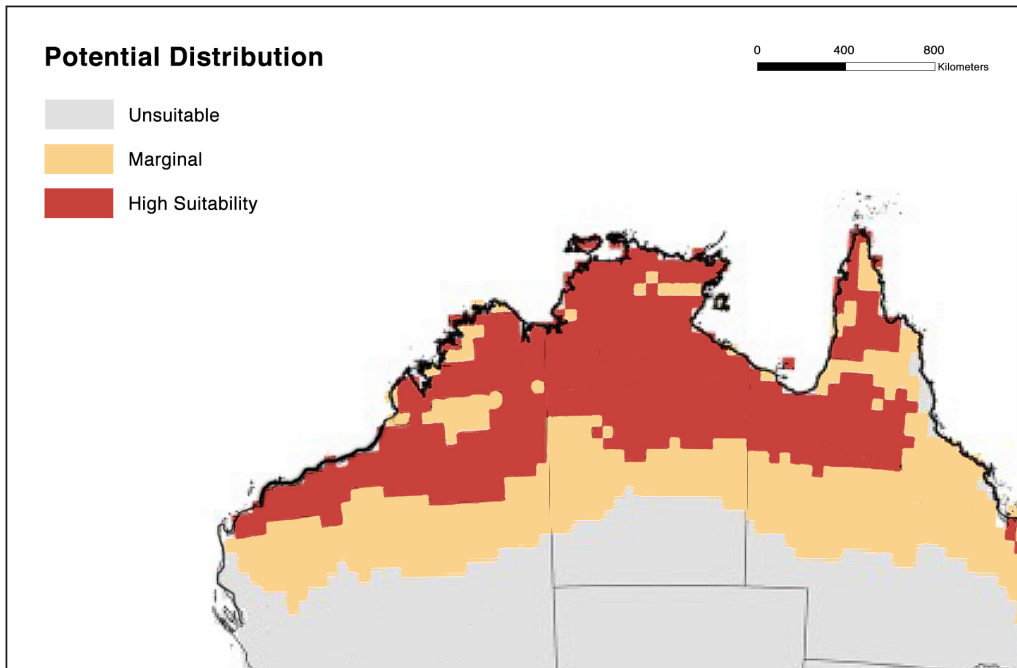 Potential Distribution
0 400 800
Kilometers
Unsuitable
Marginal
High Suitability